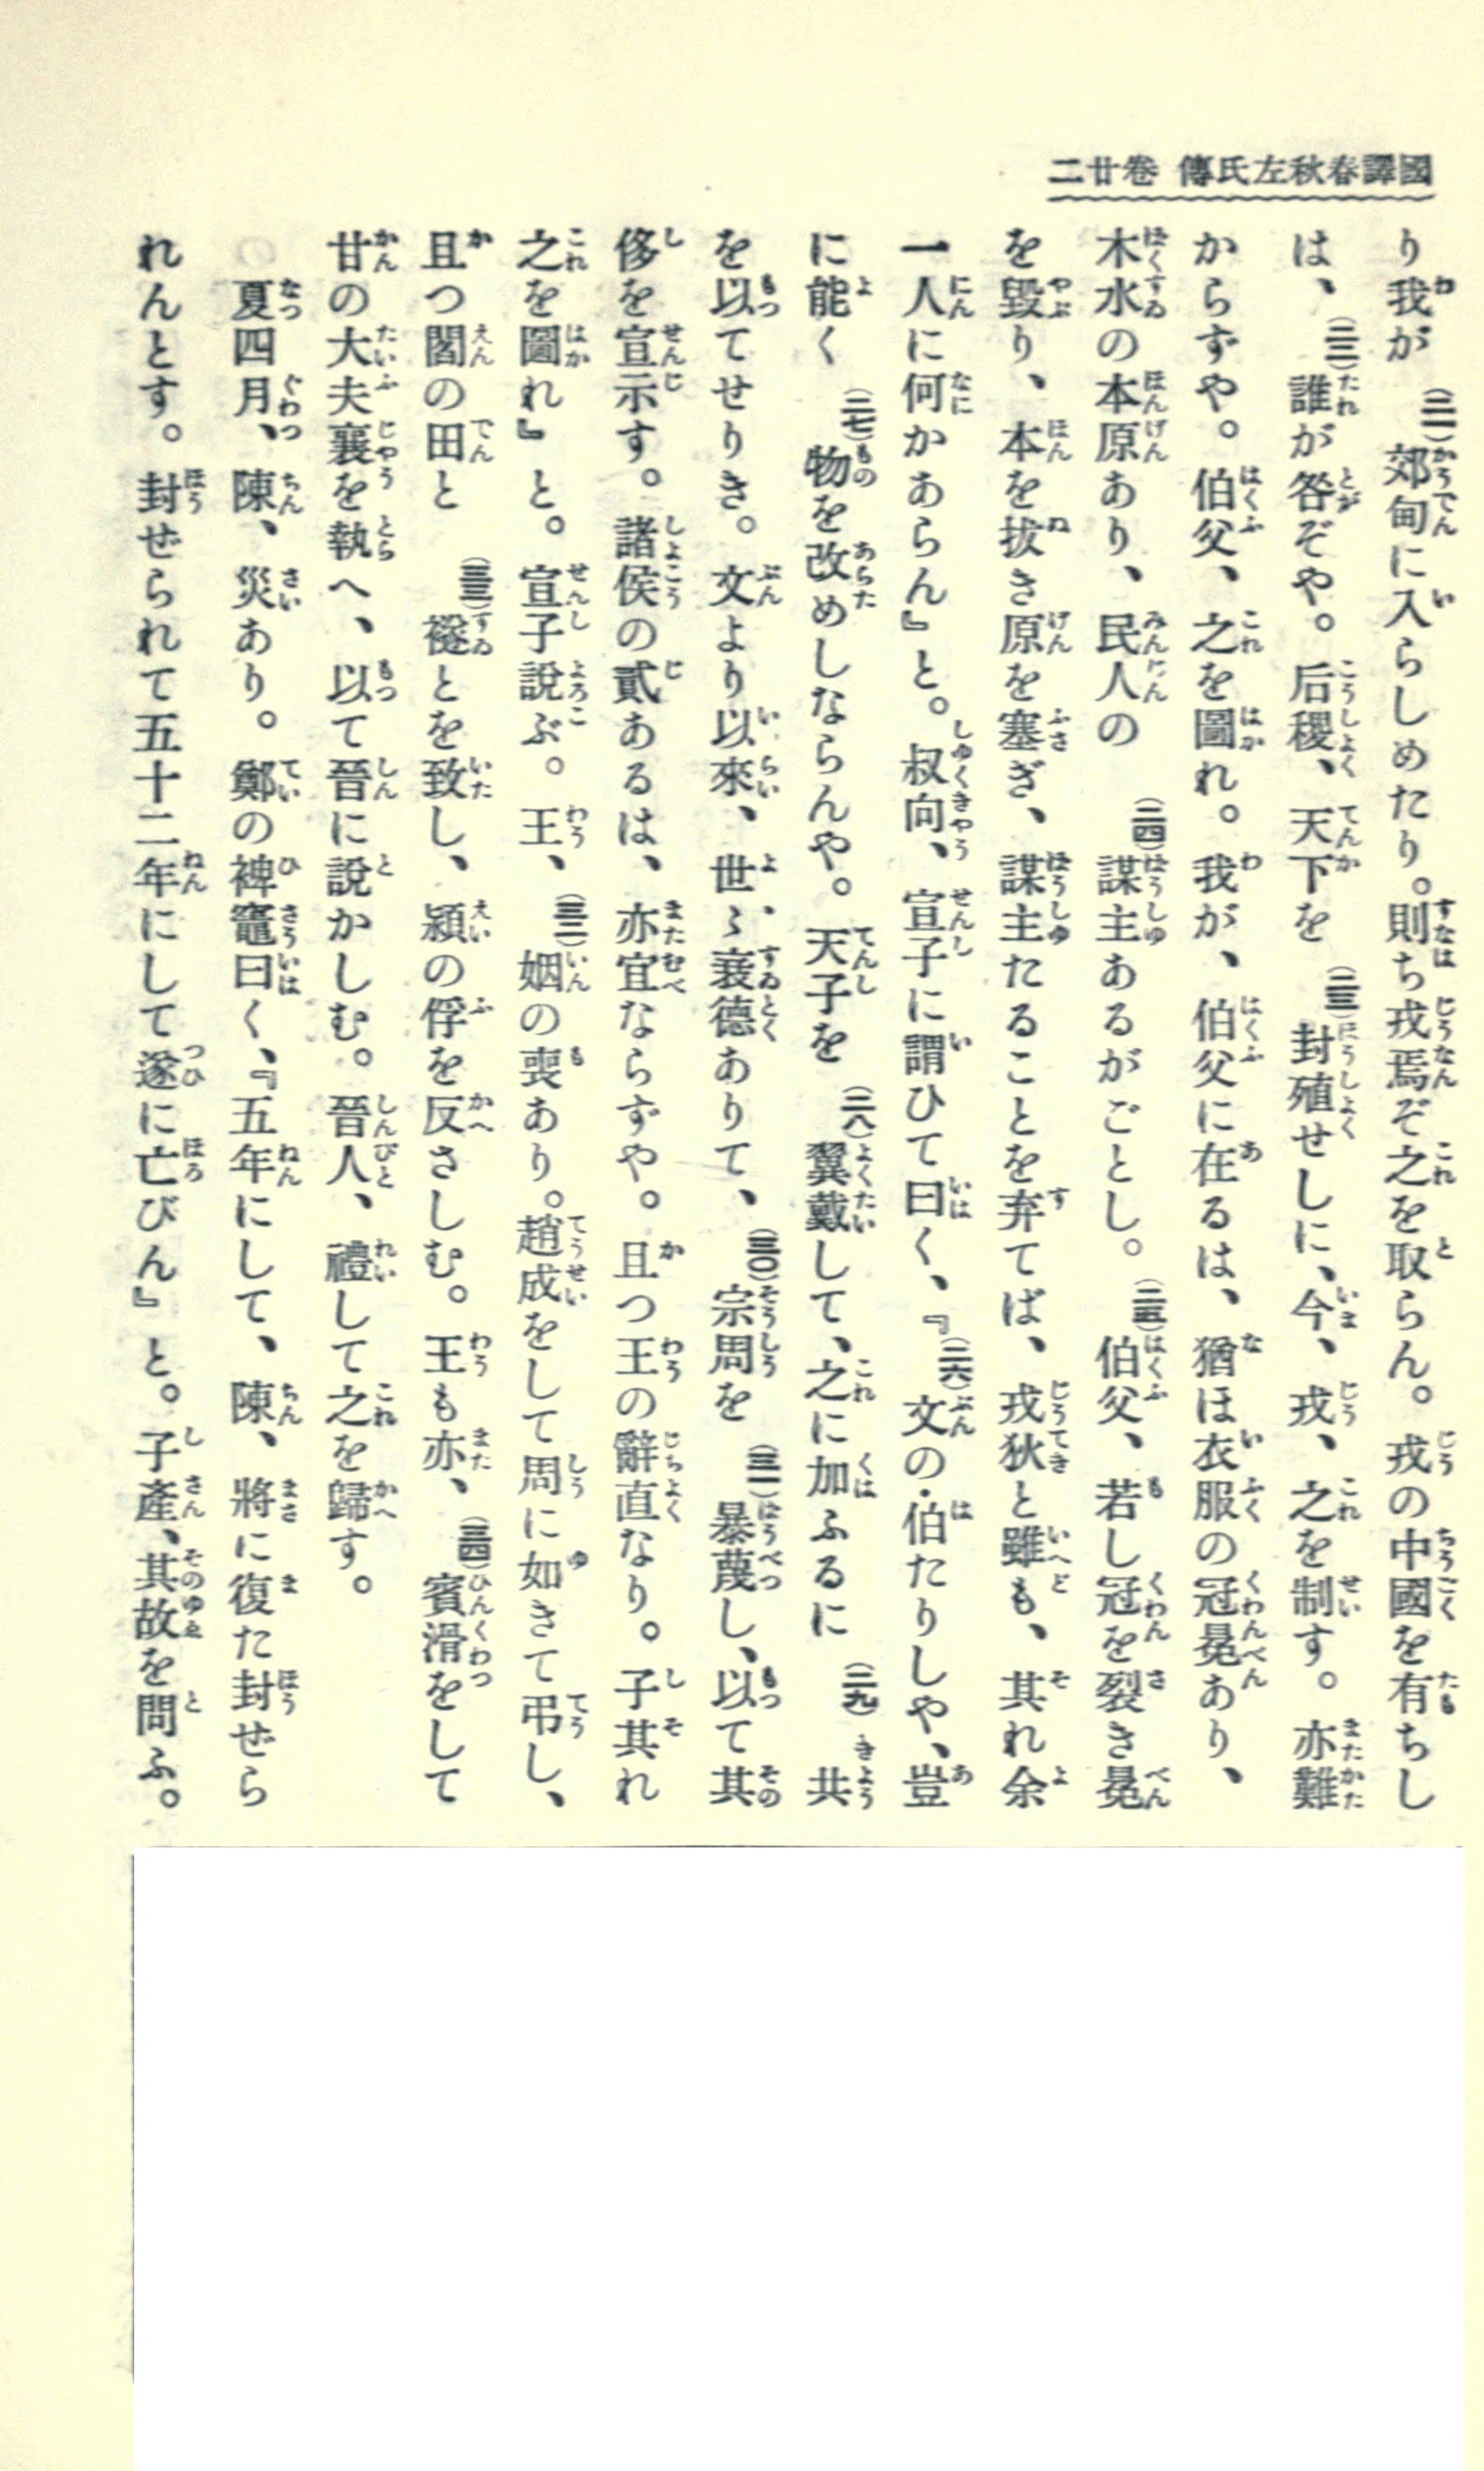 國譯春秋左氏傳 卷廿二
り我が(二一)郊甸に入らしめたり。則ち戎焉ぞ之を取らん。戎の中國を有ちし
は、(二二)誰が咎ぞや。后稷、天下を(二三)封殖せしに、今、戎、之を制す。亦難
からずや。伯父、之を圖れ。我が、伯父に在るは、猶ほ衣服の冠冕あり、
木水の本原あり、民人の(二四)謀主あるがごとし。(二五)伯父、若し冠を裂き冕
を毀り、本を拔き原を塞ぎ、謀主たることを弃てば、戎狄と雖も、其れ余
一人に何かあらん』と。叔向、宣子に謂ひて曰く、『(二六)文の伯たりしや、豈
に能く(二七)物を改めしならんや。天子を(二八)翼戴して、之に加ふるに(二九)共
を以てせりき。文より以來、世〻衰德ありて、(三〇)宗周を(三一)暴蔑し、以て其
侈を宣示す。諸侯の貳あるは、亦宜ならずや。且つ王の辭直なり。子其れ
之を圖れ』と。宣子說ぶ。王、(三二)姻の喪あり。趙成をして周に如きて弔し、
且つ閻の田と(三三)襚とを致し、潁の俘を反さしむ。王も亦、(三四)賓滑をして
甘の大夫襄を執へ、以て晉に說かしむ。晉人、禮して之を歸す。
夏四月、陳、災あり。鄭の裨竈曰く、『五年にして、陳、將に復た封ぜら
れんとす。封ぜられて五十二年にして遂に亡びん』と。子產、其故を問ふ。